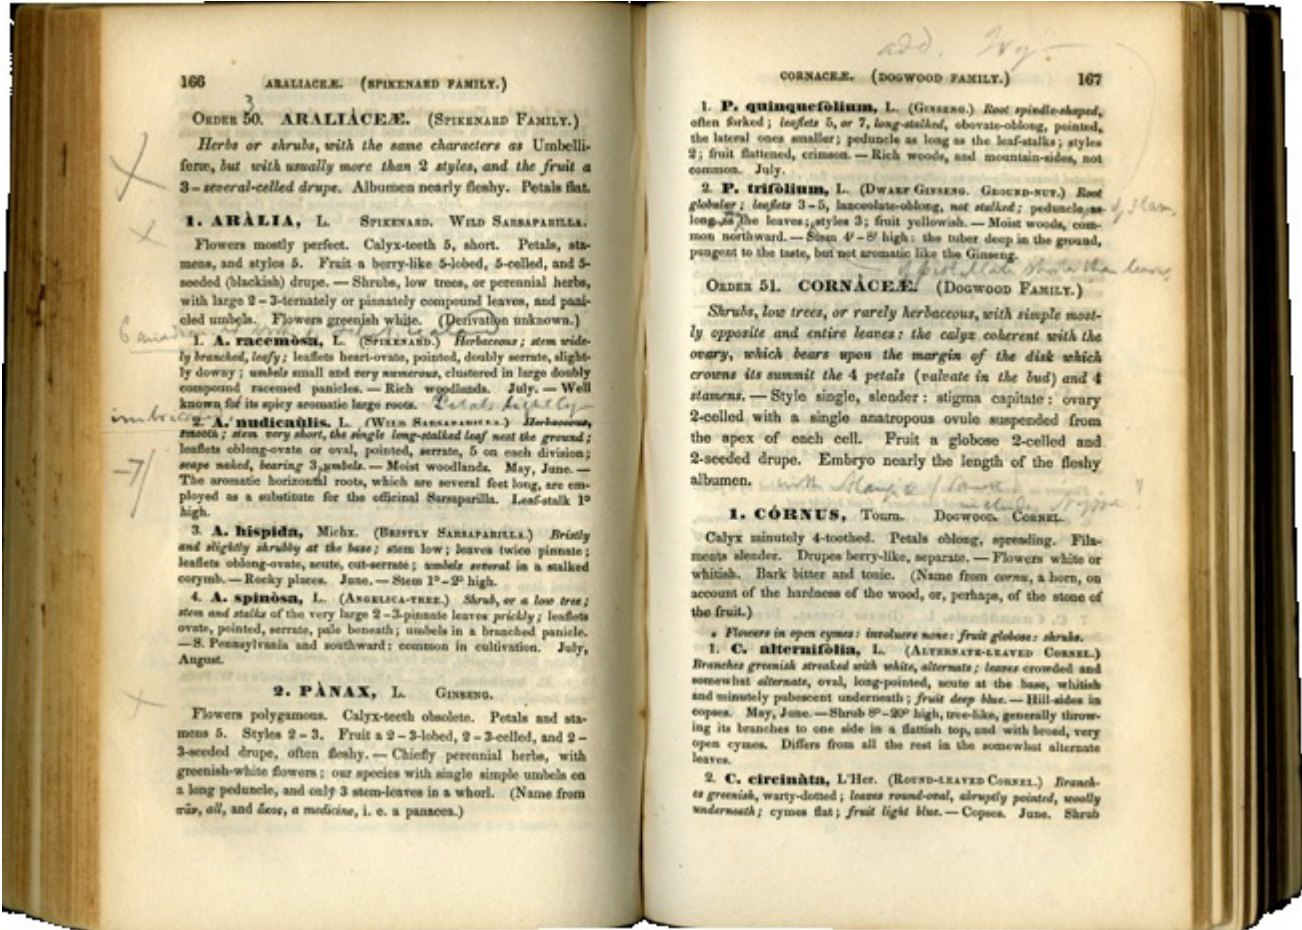 166 ARALIACEÆ. (SPIKENARD FAMILY.)
3
ORDER 50. ARALIÀCEÆ. (SPIKENARD FAMILY.)
Herbs or shrubs, with the same characters as Umbelli-
feræ, but with usually more than 2 styles, and the fruit a
3 – several-celled drupe. Albumen nearly fleshy. Petals flat.
1. ARÀLIA, L. SPIKENARD. WILD SARSAPARILLA.
Flowers mostly perfect. Calyx-teeth 5, short. Petals, sta-
mens, and styles 5. Fruit a berry-like 5-lobed, 5-celled, and 5-
seeded (blackish) drupe. — Shrubs, low trees, or perennial herbs,
with large 2 – 3-ternately or pinnately compound leaves, and pani-
cled umbels. Flowers greenish white. (Derivation unknown.)
1. A. racemòsa, L. (SPIKENARD.) Herbaceous; stem wide-
ly branched, leafy; leaflets heart-ovate, pointed, doubly serrate, slight-
ly downy; umbels small and very numerous, clustered in large doubly
compound racemed panicles. — Rich woodlands. July. — Well
known for its spicy aromatic large roots. Petals lightly
imbricate
2. A. nudicaùlis. L. (WILD SARSAPARILLA.) Herbaceous,
smooth; stem very short, the single long-stalked leaf next the ground;
leaflets oblong-ovate or oval, pointed, serrate, 5 on each division;
scape naked, bearing 3 umbels. — Moist woodlands. May, June. —
The aromatic horizontal roots, which are several feet long, are em-
ployed as a substitute for the officinal Sarsaparilla. Leaf-stalk 1°
high.
3. A. híspida, Michx. (BRISTLY SARSAPARILLA.) Bristly
and slightly shrubby at the base; stem low; leaves twice pinnate;
leaflets oblong-ovate, acute, cut-serrate; umbels several in a stalked
corymb. — Rocky places. June. — Stem 1° – 2° high.
4. A. spinòsa, L. (ANGELICA-TREE.) Shrub, or a low tree;
stem and stalks of the very large 2 – 3-pinnate leaves prickly; leaflets
ovate, pointed, serrate, pale beneath; umbels in a branched panicle.
— S. Pennsylvania and southward: common in cultivation. July,
August.
2. PÀNAX, L. GINSENG.
Flowers polygamous. Calyx-teeth obsolete. Petals and sta-
mens 5. Styles 2 – 3. Fruit a 2 – 3-lobed, 2 – 3-celled, and 2 –
3-seeded drupe, often fleshy. — Chiefly perennial herbs, with
greenish-white flowers; our species with single simple umbels on
a long peduncle, and only 3 stem-leaves in a whorl. (Name from
πᾶν, all, and ἄκος, a medicine, i. e. a panacea.)
add. Ivy
CORNACEÆ. (DOGWOOD FAMILY.) 167
1. P. quinquefòlium, L. (GINSENG.) Root spindle-shaped,
often forked; leaflets 5, or 7, long-stalked, obovate-oblong, pointed,
the lateral ones smaller; peduncle as long as the leaf-stalks; styles
2; fruit flattened, crimson. — Rich woods, and mountain-sides, not
common. July.
2. P. trifòlium, L. (DWARF GINSENG. GROUND-NUT.) Root
globular; leaflets 3 – 5, lanceolate-oblong, not stalked; peduncle as
long as the leaves; styles 3; fruit yellowish. — Moist woods, com-
mon northward. — Stem 4' – 8' high: the tuber deep in the ground,
pungent to the taste, but not aromatic like the Ginseng.
ORDER 51. CORNÀCEÆ. (DOGWOOD FAMILY.)
Shrubs, low trees, or rarely herbaceous, with simple most-
ly opposite and entire leaves: the calyx coherent with the
ovary, which bears upon the margin of the disk which
crowns its summit the 4 petals (valvate in the bud) and 4
stamens. — Style single, slender: stigma capitate: ovary
2-celled with a single anatropous ovule suspended from
the apex of each cell. Fruit a globose 2-celled and
2-seeded drupe. Embryo nearly the length of the fleshy
albumen.
1. CÓRNUS, Tourn. DOGWOOD. CORNEL.
Calyx minutely 4-toothed. Petals oblong, spreading. Fila-
ments slender. Drupes berry-like, separate. — Flowers white or
whitish. Bark bitter and tonic. (Name from cornu, a horn, on
account of the hardness of the wood, or, perhaps, of the stone of
the fruit.)
* Flowers in open cymes: involucre none: fruit globose: shrubs.
1. C. alternifòlia, L. (ALTERNATE-LEAVED CORNEL.)
Branches greenish streaked with white, alternate; leaves crowded and
somewhat alternate, oval, long-pointed, acute at the base, whitish
and minutely pubescent underneath; fruit deep blue. — Hill-sides in
copses. May, June. — Shrub 8° – 20° high, tree-like, generally throw-
ing its branches to one side in a flattish top, and with broad, very
open cymes. Differs from all the rest in the somewhat alternate
leaves.
2. C. circinàta, L'Her. (ROUND-LEAVED CORNEL.) Branch-
es greenish, warty-dotted; leaves round-oval, abruptly pointed, woolly
underneath; cymes flat; fruit light blue. — Copses. June. Shrub